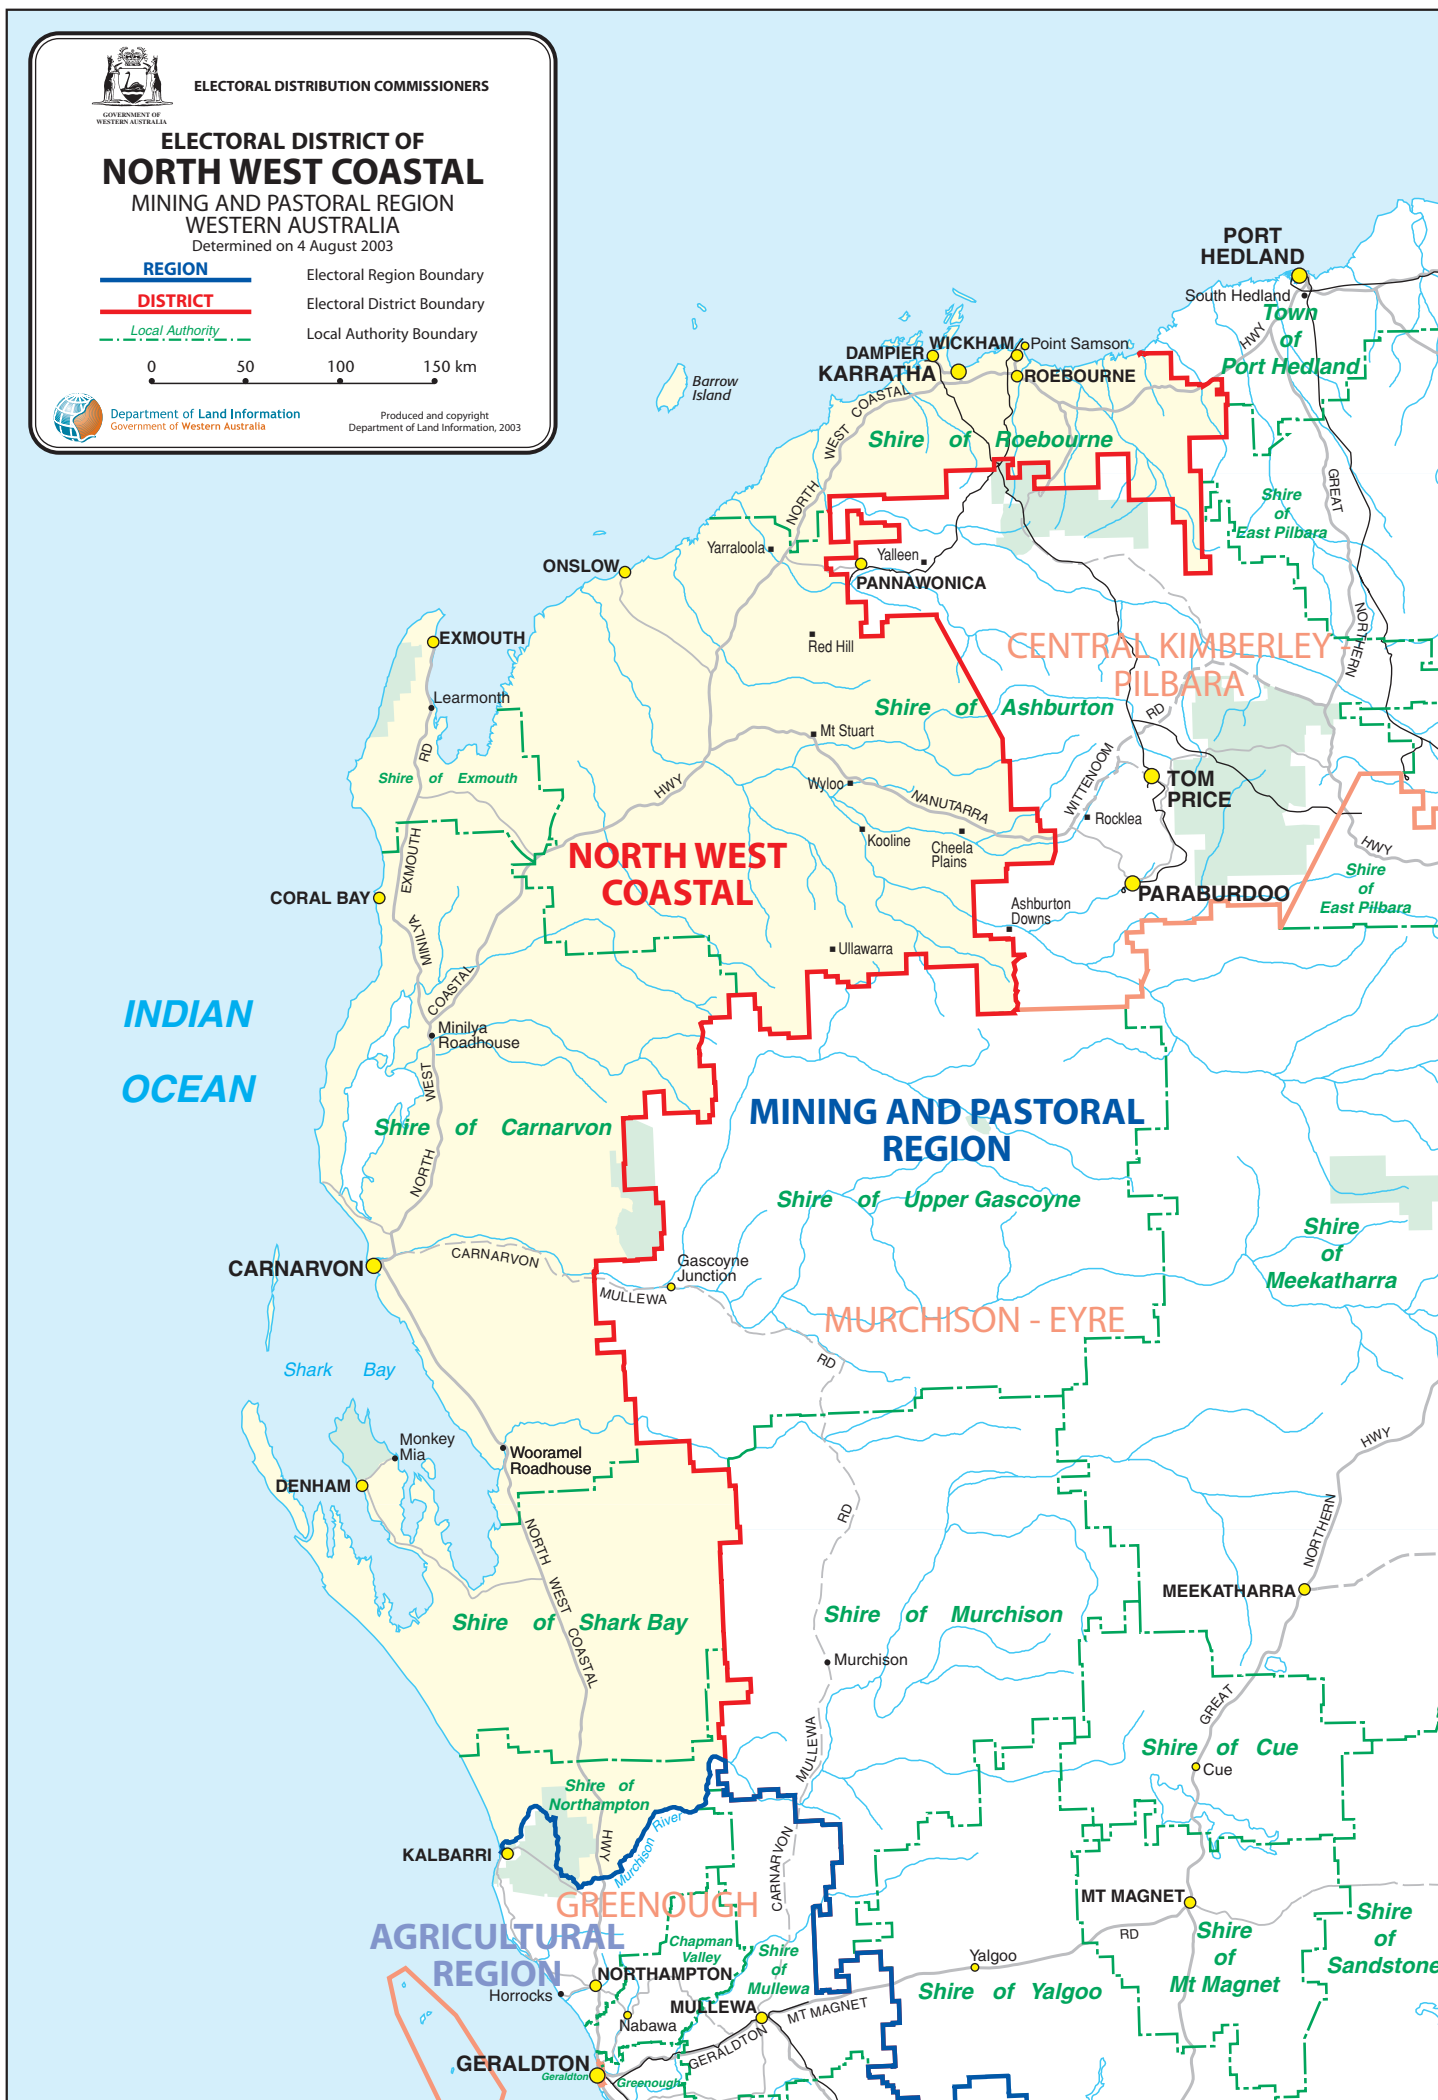 GOVERNMENT OF
WESTERN AUSTRALIA
ELECTORAL DISTRIBUTION COMMISSIONERS
ELECTORAL DISTRICT OF
NORTH WEST COASTAL
MINING AND PASTORAL REGION
WESTERN AUSTRALIA
Determined on 4 August 2003
REGION
Electoral Region Boundary
DISTRICT
Electoral District Boundary
Local Authority
Local Authority Boundary
0 50 100 150 km
Department of Land Information
Government of Western Australia
Produced and copyright
Department of Land Information, 2003
PORT
HEDLAND
South Hedland
Town
of
Port Hedland
HWY
WICKHAM
Point Samson
DAMPIER
KARRATHA
ROEBOURNE
Barrow
Island
NORTH WEST COASTAL
Shire of Roebourne
GREAT
NORTHERN
Shire
of
East Pilbara
Yarraloola
Yalleen
PANNAWONICA
ONSLOW
EXMOUTH
Red Hill
CENTRAL KIMBERLEY -
PILBARA
Learmonth
Shire of Ashburton
RD
Mt Stuart
RD
Shire of Exmouth
HWY
Wyloo
NANUTARRA
WITTENOOM
TOM
PRICE
Rocklea
Kooline
Cheela
Plains
HWY
NORTH WEST
COASTAL
EXMOUTH
MINILYA
CORAL BAY
PARABURDOO
Shire
of
East Pilbara
Ashburton
Downs
Ullawarra
COASTAL
INDIAN
OCEAN
Minilya
Roadhouse
WEST
NORTH
Shire of Carnarvon
MINING AND PASTORAL
REGION
Shire of Upper Gascoyne
Shire
of
Meekatharra
CARNARVON
CARNARVON
Gascoyne
Junction
MULLEWA
MURCHISON - EYRE
RD
Shark Bay
Monkey
Mia
DENHAM
Wooramel
Roadhouse
HWY
RD
NORTHERN
NORTH WEST COASTAL
MEEKATHARRA
Shire of Shark Bay
Shire of Murchison
Murchison
GREAT
MULLEWA
Shire of Cue
Cue
Shire of
Northampton
Murchison River
HWY
CARNARVON
KALBARRI
GREENOUGH
MT MAGNET
AGRICULTURAL
REGION
Chapman
Valley
Shire
of
Mullewa
RD
Shire
of
Mt Magnet
Shire
of
Sandstone
Yalgoo
NORTHAMPTON
Horrocks
Shire of Yalgoo
MULLEWA
MT MAGNET
Nabawa
GERALDTON
GERALDTON
Geraldton
Greenough